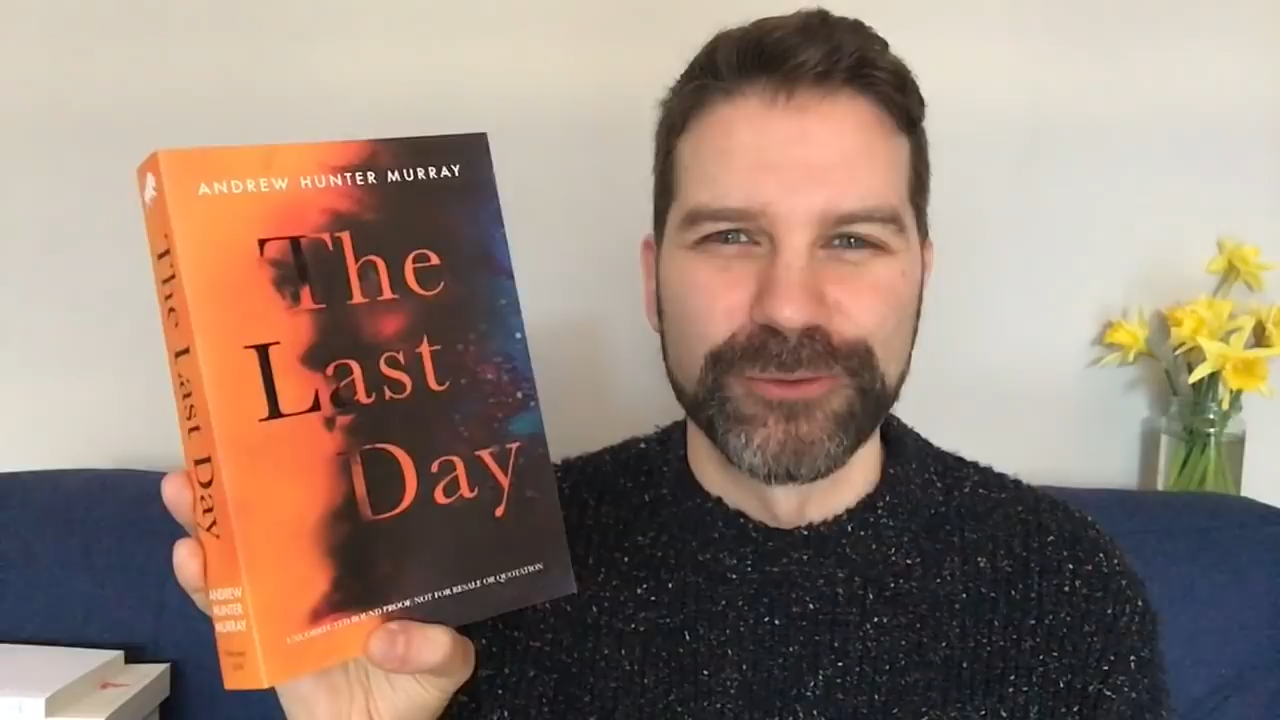 ANDREW HUNTER MURRAY
The
Last
Day
UNCORRECTED BOUND PROOF NOT FOR RESALE OR QUOTATION
The Last Day
ANDREW
HUNTER
MURRAY